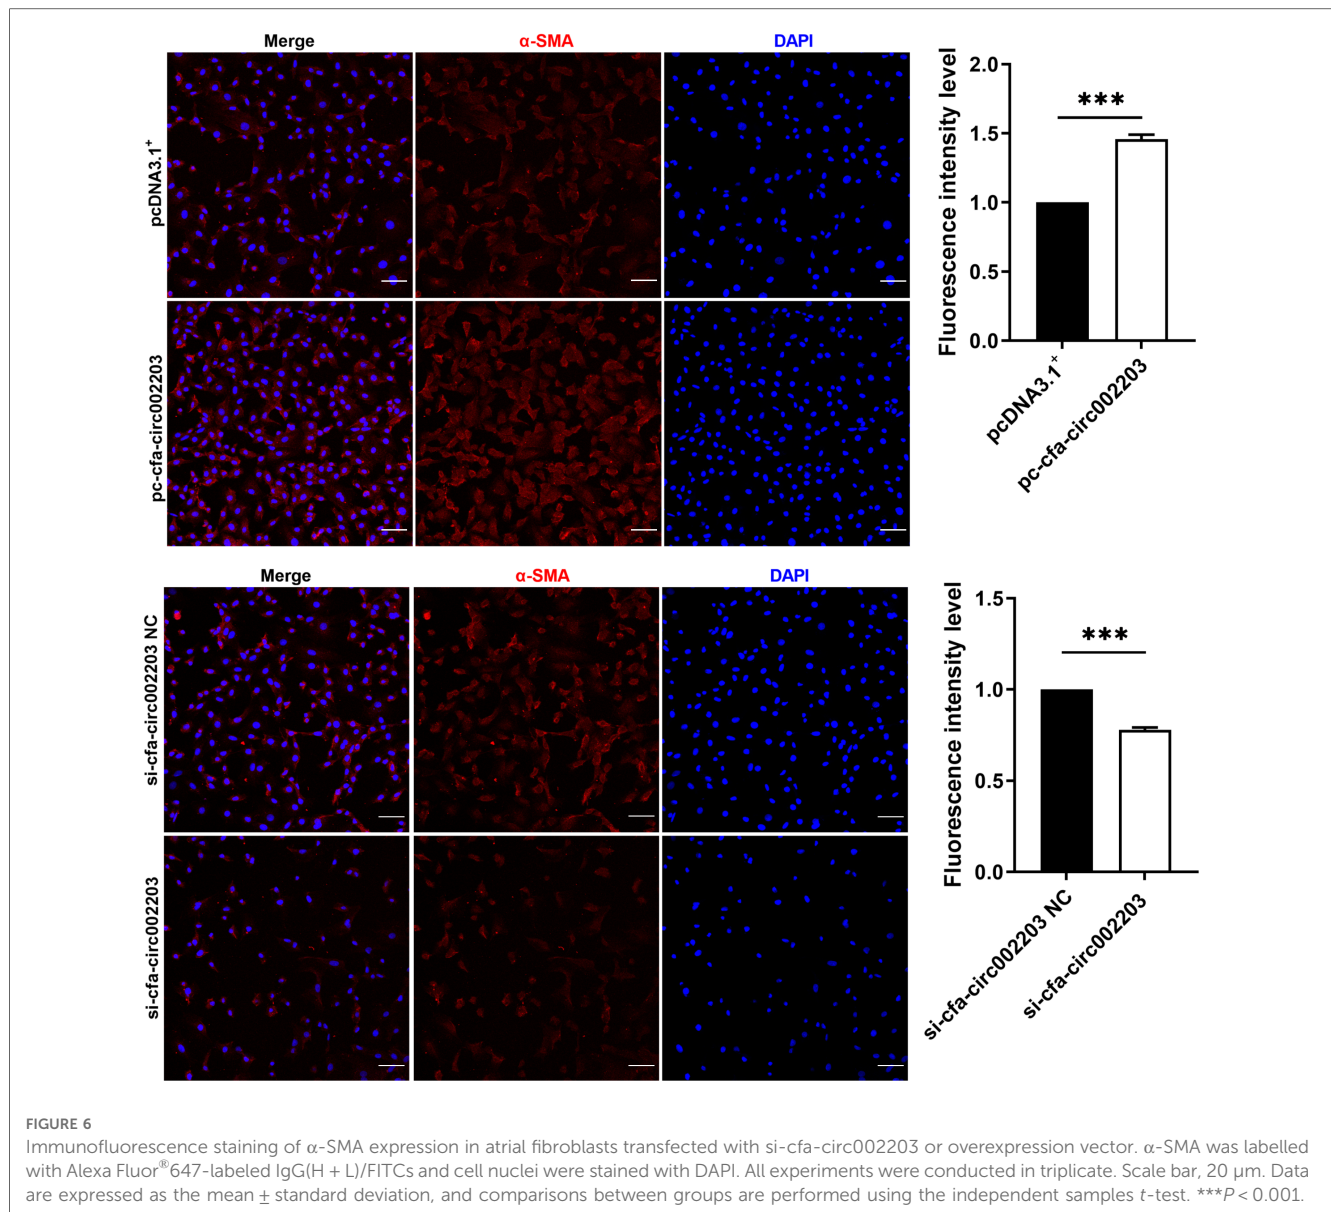 Merge α-SMA DAPI
pcDNA3.1+
pc-cfa-circ002203
2.0
1.5
1.0
0.5
0.0
Fluorescence intensity level
***
pcDNA3.1+
pc-cfa-circ002203
Merge α-SMA DAPI
si-cfa-circ002203 NC
si-cfa-circ002203
1.5
1.0
0.5
0.0
Fluorescence intensity level
***
si-cfa-circ002203 NC
si-cfa-circ002203
FIGURE 6
Immunofluorescence staining of α-SMA expression in atrial fibroblasts transfected with si-cfa-circ002203 or overexpression vector. α-SMA was labelled
with Alexa Fluor®647-labeled IgG(H + L)/FITCs and cell nuclei were stained with DAPI. All experiments were conducted in triplicate. Scale bar, 20 µm. Data
are expressed as the mean ± standard deviation, and comparisons between groups are performed using the independent samples t-test. ***P < 0.001.